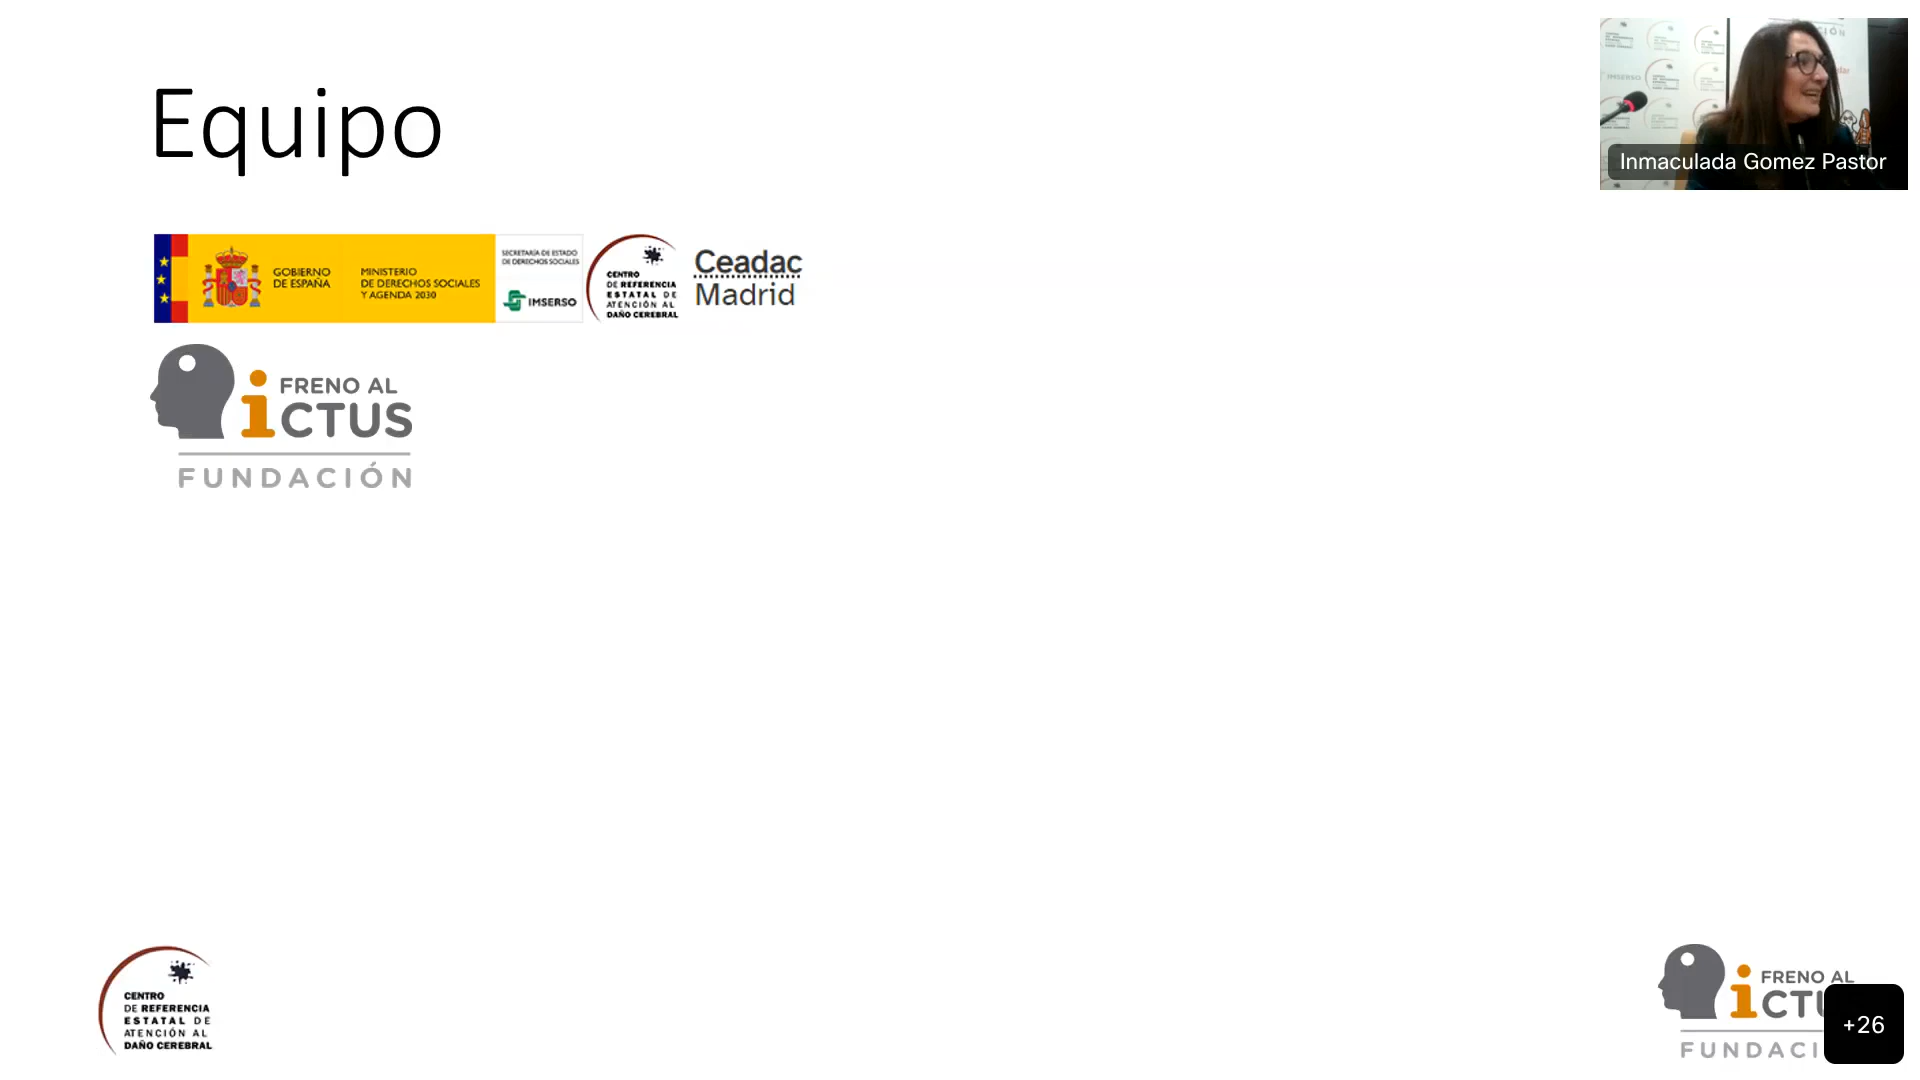 Equipo
Inmaculada Gomez Pastor
GOBIERNO
DE ESPAÑA
MINISTERIO
DE DERECHOS SOCIALES
Y AGENDA 2030
SECRETARÍA DE ESTADO
DE DERECHOS SOCIALES
IMSERSO
CENTRO
DE REFERENCIA
ESTATAL DE
ATENCIÓN AL
DAÑO CEREBRAL
Ceadac
Madrid
FRENO AL
iCTUS
FUNDACIÓN
CENTRO
DE REFERENCIA
ESTATAL DE
ATENCIÓN AL
DAÑO CEREBRAL
FRENO AL
iCTU
FUNDACI
+26